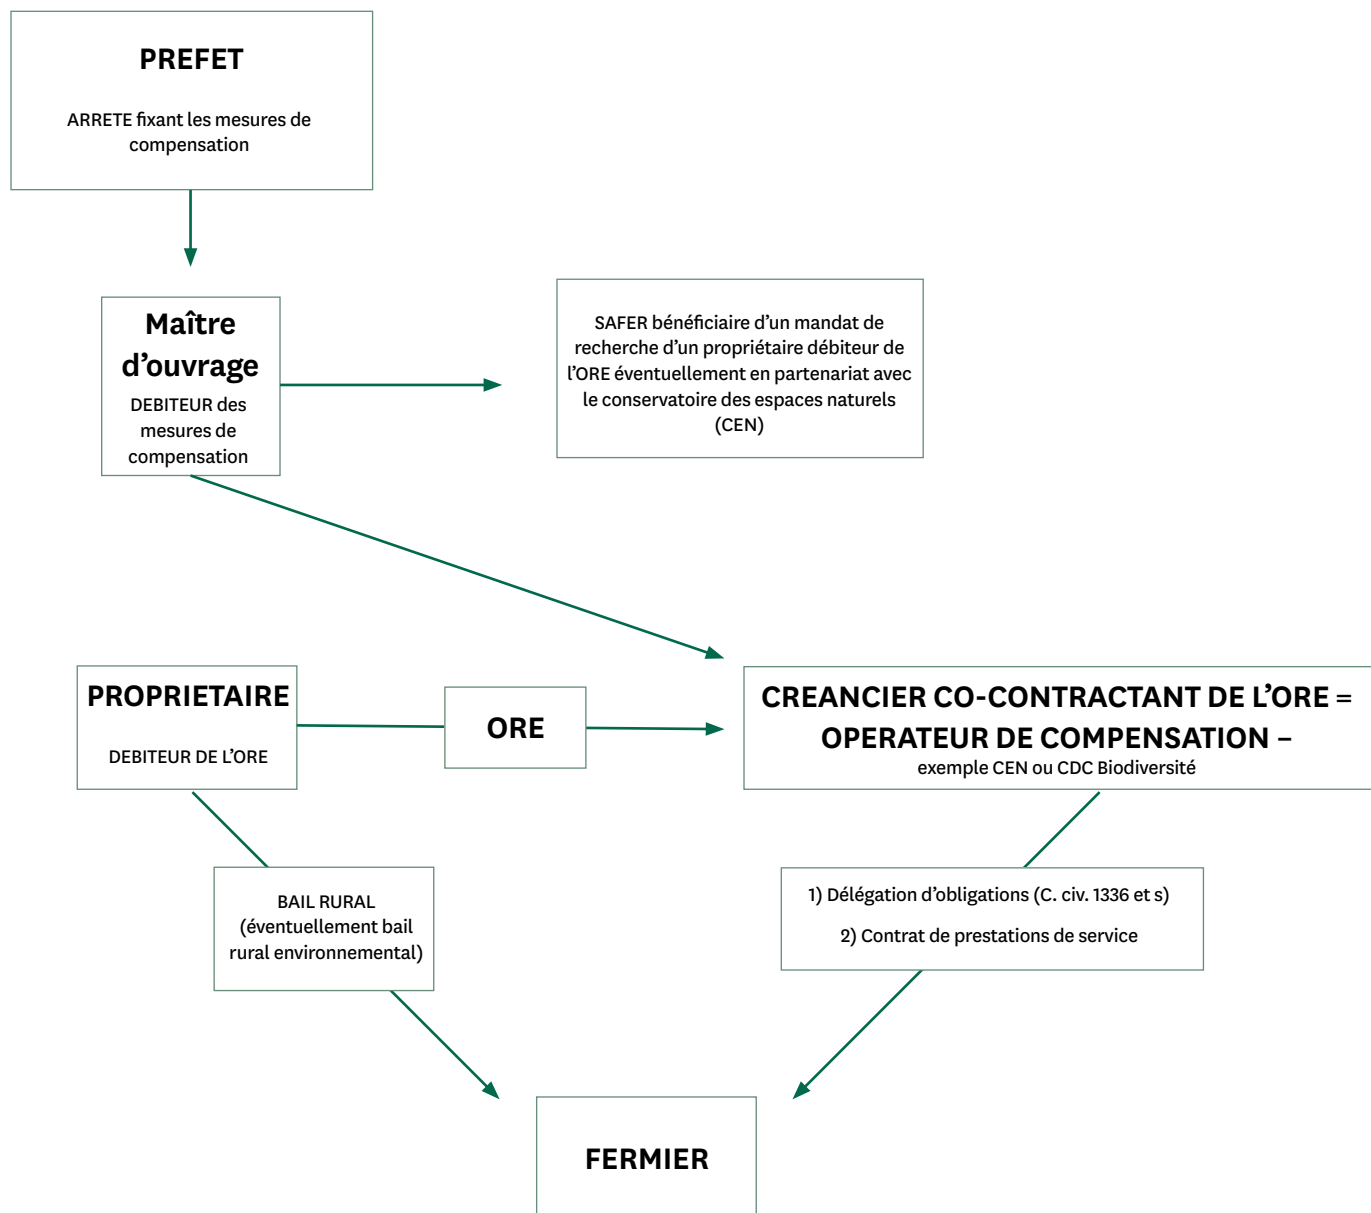 PREFET
ARRETE fixant les mesures de
compensation
Maître
d’ouvrage
DEBITEUR des
mesures de
compensation
SAFER bénéficiaire d’un mandat de
recherche d’un propriétaire débiteur de
l’ORE éventuellement en partenariat avec
le conservatoire des espaces naturels
(CEN)
PROPRIETAIRE
DEBITEUR DE L’ORE
ORE
CREANCIER CO-CONTRACTANT DE L’ORE =
OPERATEUR DE COMPENSATION –
exemple CEN ou CDC Biodiversité
BAIL RURAL
(éventuellement bail
rural environnemental)
1) Délégation d’obligations (C. civ. 1336 et s)
2) Contrat de prestations de service
FERMIER